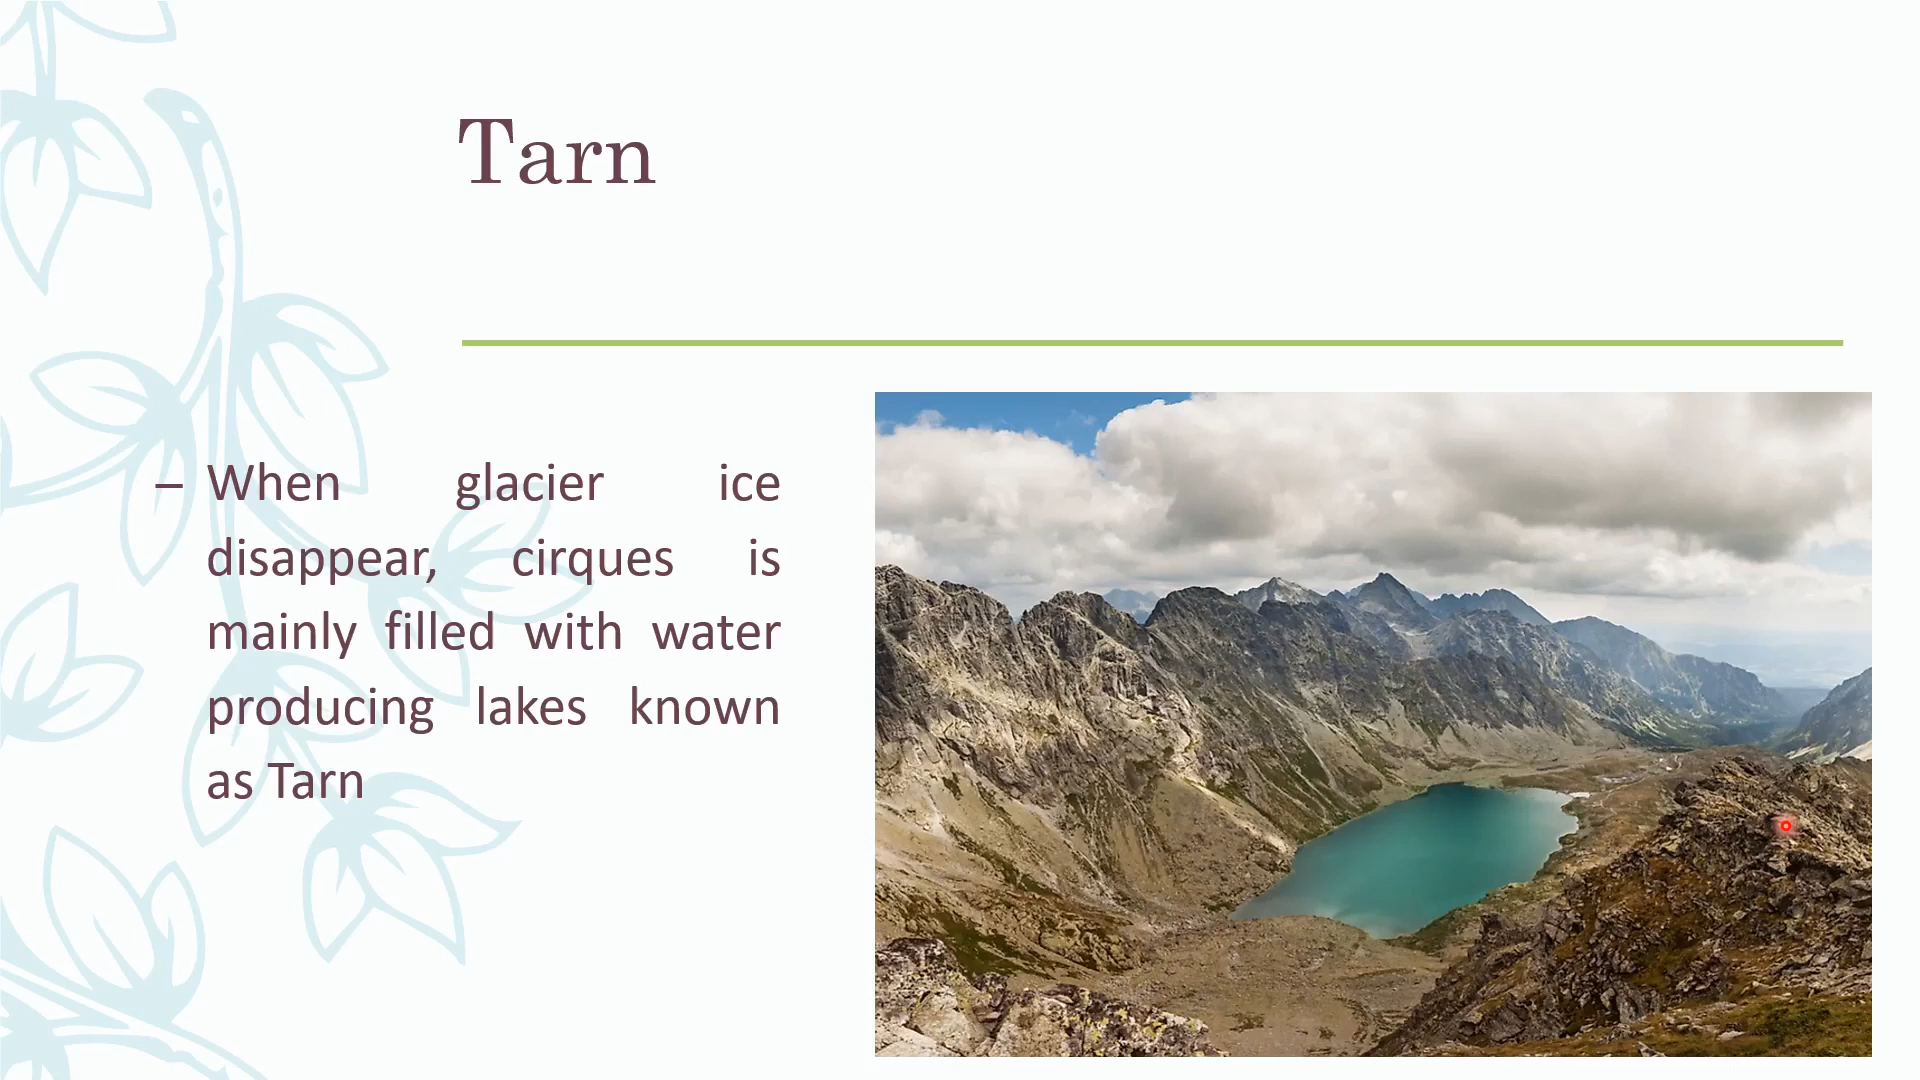 Tarn
– When glacier ice
disappear, cirques is
mainly filled with water
producing lakes known
as Tarn